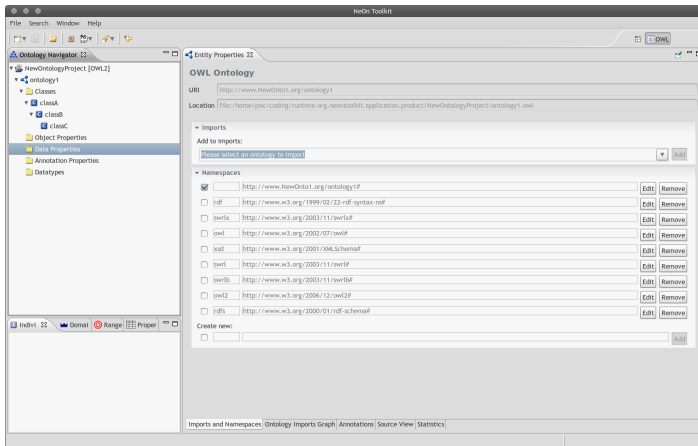 NeOn Toolkit
File Search Window Help
OWL
Ontology Navigator
Entity Properties
NewOntologyProject [OWL2]
ontology1
Classes
classA
classB
classC
Object Properties
Data Properties
Annotation Properties
Datatypes
OWL Ontology
URI http://www.NewOnto1.org/ontology1
Location file:/home/pnx/coding/runtime-org.neontoolkit.application.product/NewOntologyProject/ontology1.owl
Imports
Add to Imports:
Please select an ontology to import Add
Namespaces
http://www.NewOnto1.org/ontology1# Edit Remove
rdf http://www.w3.org/1999/02/22-rdf-syntax-ns# Edit Remove
swrlx http://www.w3.org/2003/11/swrlx# Edit Remove
owl http://www.w3.org/2002/07/owl# Edit Remove
xsd http://www.w3.org/2001/XMLSchema# Edit Remove
swrl http://www.w3.org/2003/11/swrl# Edit Remove
swrlb http://www.w3.org/2003/11/swrlb# Edit Remove
owl2 http://www.w3.org/2006/12/owl2# Edit Remove
rdfs http://www.w3.org/2000/01/rdf-schema# Edit Remove
Create new:
Add
Indivi Domai Range Proper
Imports and Namespaces Ontology Imports Graph Annotations Source View Statistics